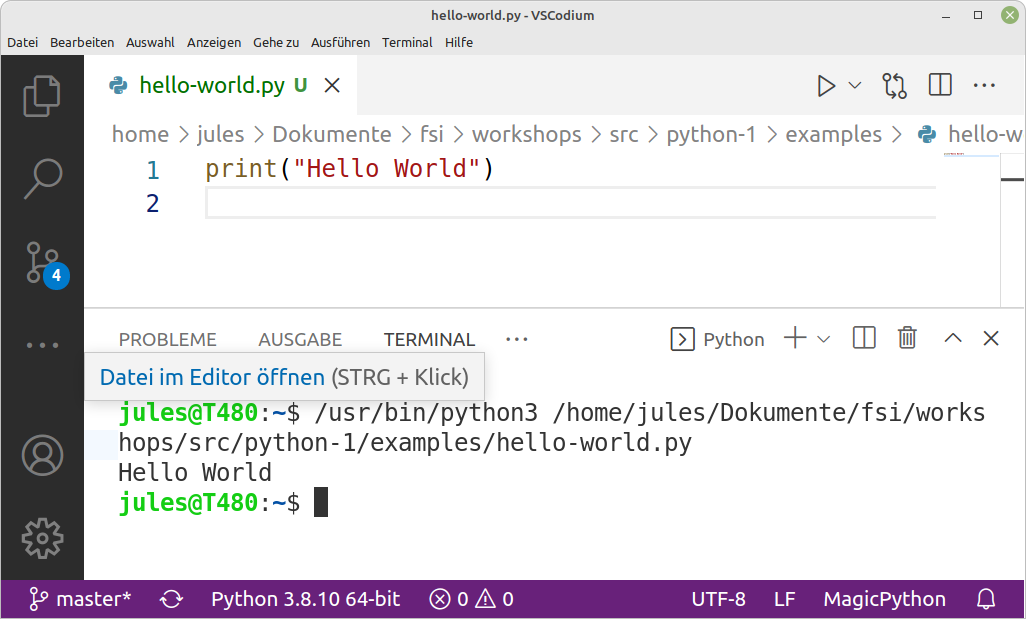 hello-world.py - VSCodium
Datei Bearbeiten Auswahl Anzeigen Gehe zu Ausführen Terminal Hilfe
hello-world.py U
home > jules > Dokumente > fsi > workshops > src > python-1 > examples > hello-w
1 print("Hello World")
2
4
PROBLEME AUSGABE TERMINAL ··· Python
Datei im Editor öffnen (STRG + Klick)
jules@T480:~$ /usr/bin/python3 /home/jules/Dokumente/fsi/works
hops/src/python-1/examples/hello-world.py
Hello World
jules@T480:~$
master* Python 3.8.10 64-bit 0 0 UTF-8 LF MagicPython